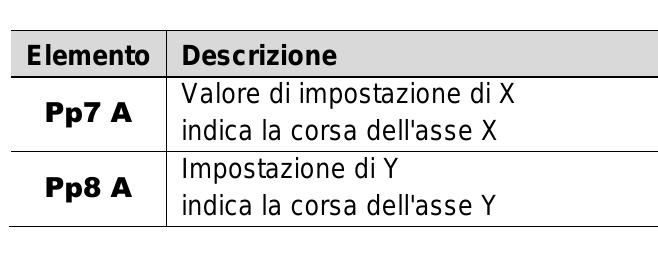 Elemento Descrizione
Pp7 A
Valore di impostazione di X
indica la corsa dell'asse X
Pp8 A
Impostazione di Y
indica la corsa dell'asse Y